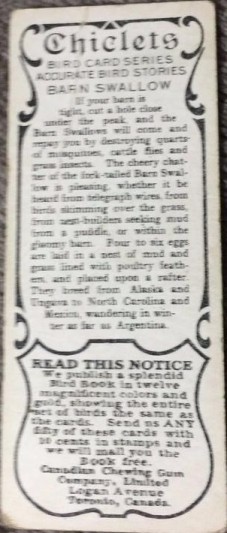 Chiclets
BIRD CARD SERIES
ACCURATE BIRD STORIES
BARN SWALLOW
If your barn is
tight, cut a hole close
under the peak, and the
Barn Swallows will come and
repay you by destroying quarts
of mosquitoes, cattle flies and
grass insects. The cheery chat-
ter of the fork-tailed Barn Swal-
low is pleasing, whether it be
heard from telegraph wires, from
birds skimming over the grass,
from nest-builders seeking mud
from a puddle, or within the
gloomy barn. Four to six eggs
are laid in a nest of mud and
grass lined with poultry feath-
ers, and placed upon a rafter.
They breed from Alaska and
Ungava to North Carolina and
Mexico, wandering in win-
ter as far as Argentina.
READ THIS NOTICE
We publish a splendid
Bird Book in twelve
magnificent colors and
gold, showing the entire
set of birds the same as
the cards. Send us ANY
fifty of these cards with
10 cents in stamps and
we will mail you the
Book free.
Canadian Chewing Gum
Company, Limited
Logan Avenue
Toronto, Canada.